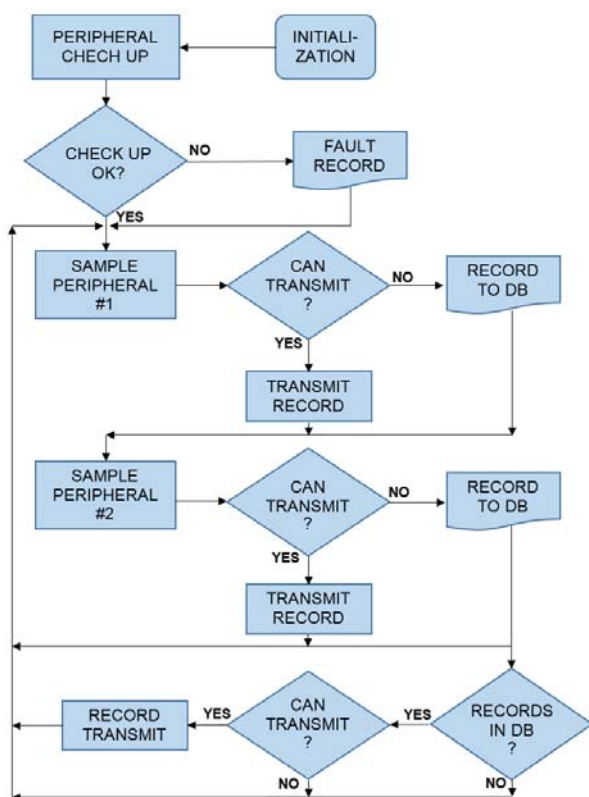 PERIPHERAL
CHECH UP
INITIALI-
ZATION
CHECK UP
OK?
NO
FAULT
RECORD
YES
SAMPLE
PERIPHERAL
#1
CAN
TRANSMIT
?
NO
RECORD
TO DB
YES
TRANSMIT
RECORD
SAMPLE
PERIPHERAL
#2
CAN
TRANSMIT
?
NO
RECORD
TO DB
YES
TRANSMIT
RECORD
RECORD
TRANSMIT
YES
CAN
TRANSMIT
?
YES
RECORDS
IN DB
?
NO
NO